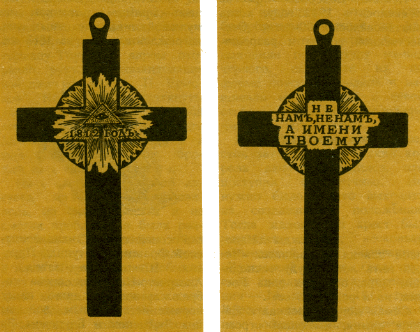 1812 ГОДЪ
НЕ
НАМЪ, НЕ НАМЪ,
А ИМЕНИ
ТВОЕМУ